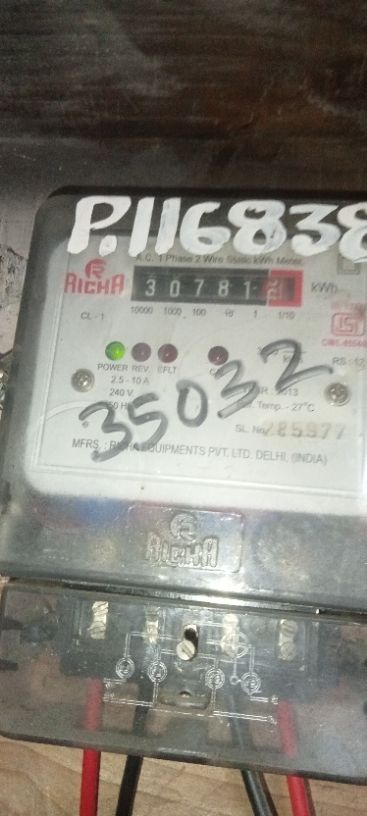 P.116838
A.C. 1 Phase 2 Wire Static kWh Meter
RICHA
30781 kWh
10000 1000 100 10 1 1/10
CL - 1
POWER REV. EFLT
2.5 - 10 A
240 V
Temp. - 27°C
35032
SL. No. 285977
MFRS. : RICHA EQUIPMENTS PVT. LTD. DELHI, (INDIA)
RICHA